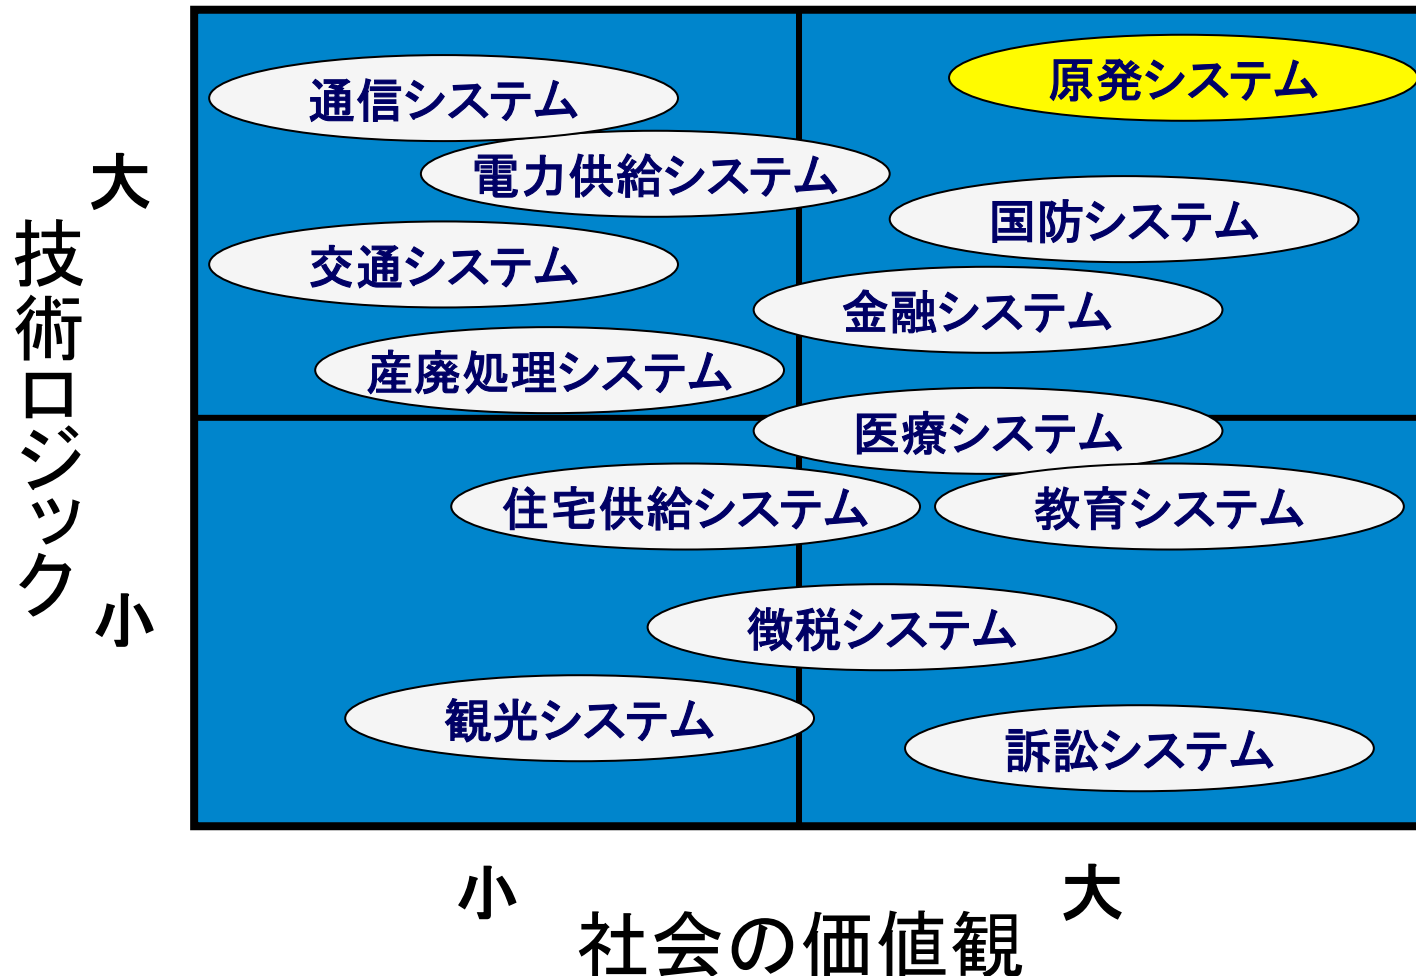 通信システム
原発システム
電力供給システム
国防システム
交通システム
金融システム
産廃処理システム
医療システム
住宅供給システム
教育システム
徴税システム
観光システム
訴訟システム
大
技術ロジック
小
小
大
社会の価値観